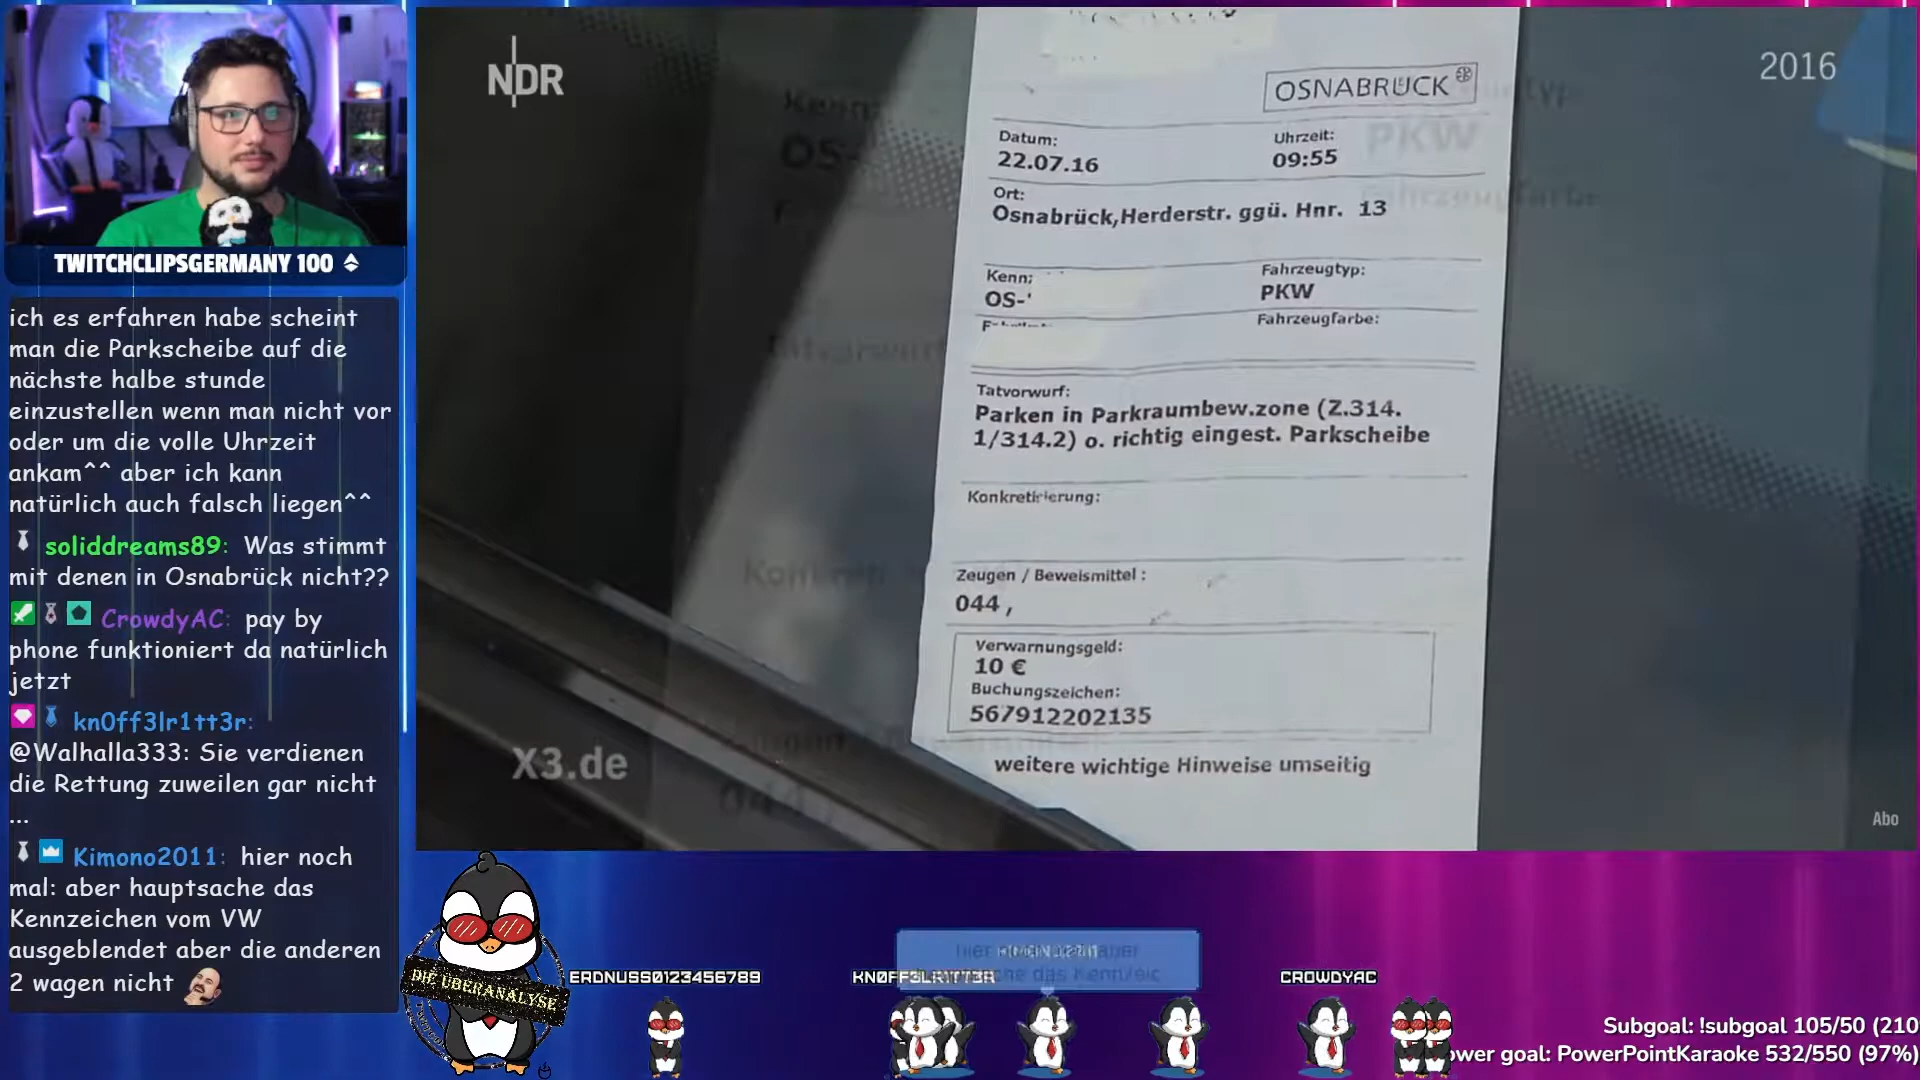 TWITCHCLIPSGERMANY 100
ich es erfahren habe scheint
man die Parkscheibe auf die
nächste halbe stunde
einzustellen wenn man nicht vor
oder um die volle Uhrzeit
ankam^^ aber ich kann
natürlich auch falsch liegen^^
soliddreams89: Was stimmt
mit denen in Osnabrück nicht??
CrowdyAC: pay by
phone funktioniert da natürlich
jetzt
kn0ff3lr1tt3r:
@Walhalla333: Sie verdienen
die Rettung zuweilen gar nicht
...
Kimono2011: hier noch
mal: aber hauptsache das
Kennzeichen vom VW
ausgeblendet aber die anderen
2 wagen nicht
NDR
2016
OSNABRÜCK
Datum:
Uhrzeit:
22.07.16
09:55
Ort:
Osnabrück,Herderstr. ggü. Hnr. 13
Kenn:
Fahrzeugtyp:
OS-
PKW
Fahrzeugfarbe:
Tatvorwurf:
Parken in Parkraumbew.zone (Z.314.
1/314.2) o. richtig eingest. Parkscheibe
Konkretisierung:
Zeugen / Beweismittel :
044 ,
Verwarnungsgeld:
10 €
Buchungszeichen:
567912202135
weitere wichtige Hinweise umseitig
X3.de
Abo
DIE ÜBERANALYSE
ERDNUSS0123456789
KN0FF3LR1TT3R
CROWDYAC
Subgoal: !subgoal 105/50 (210
ower goal: PowerPointKaraoke 532/550 (97%)